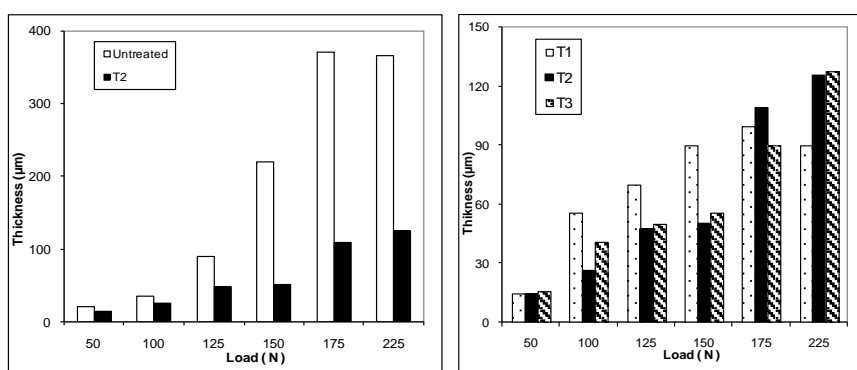 400
300
200
100
0
Thickness (µm)
Untreated
T2
50 100 125 150 175 225
Load ( N )
150
120
90
60
30
0
Thikness (µm)
T1
T2
T3
50 100 125 150 175 225
Load ( N )